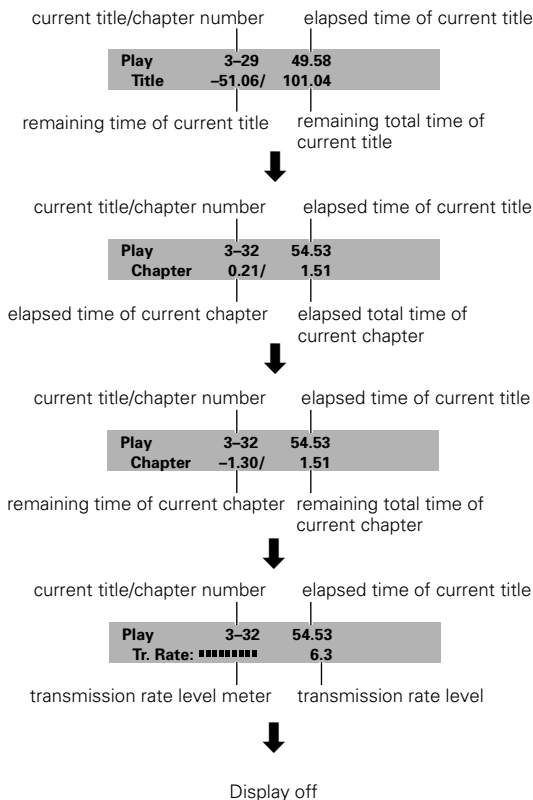 current title/chapter number elapsed time of current title
Play 3–29 49.58
Title –51.06/ 101.04
remaining time of current title remaining total time of
current title
current title/chapter number elapsed time of current title
Play 3–32 54.53
Chapter 0.21/ 1.51
elapsed time of current chapter elapsed total time of
current chapter
current title/chapter number elapsed time of current title
Play 3–32 54.53
Chapter –1.30/ 1.51
remaining time of current chapter remaining total time of
current chapter
current title/chapter number elapsed time of current title
Play 3–32 54.53
Tr. Rate: 6.3
transmission rate level meter transmission rate level
Display off